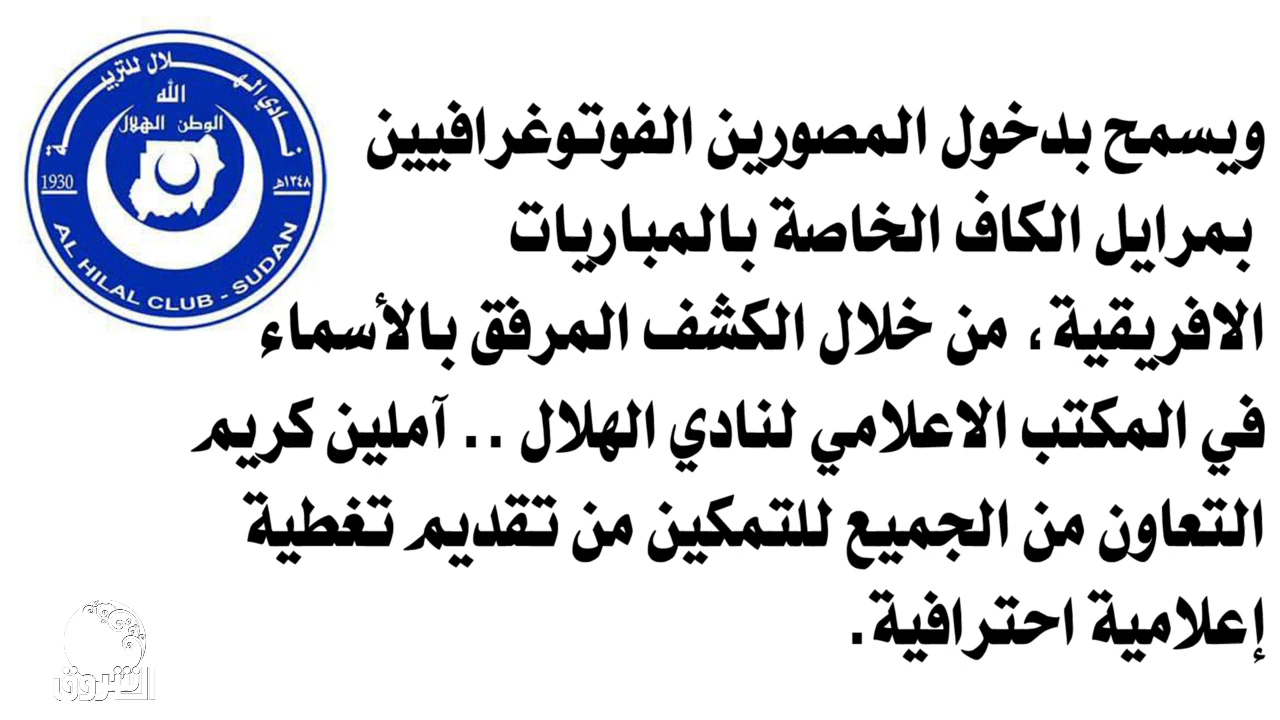 نادي الهلال للتربية
الله
الوطن الهلال
1930
١٣٤٨هـ
AL HILAL CLUB - SUDAN
ويسمح بدخول المصورين الفوتوغرافيين
بمرايل الكاف الخاصة بالمباريات
الافريقية، من خلال الكشف المرفق بالأسماء
في المكتب الاعلامي لنادي الهلال .. آملين كريم
التعاون من الجميع للتمكين من تقديم تغطية
إعلامية احترافية.
الشروق